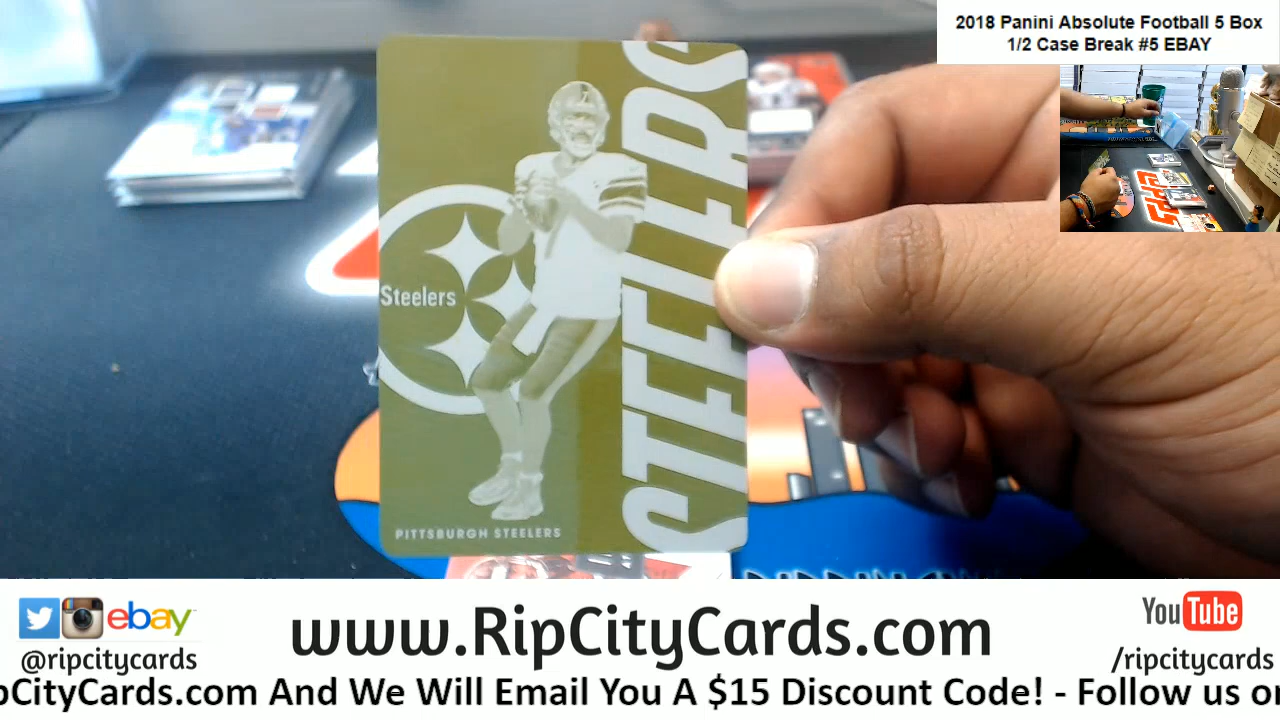 2018 Panini Absolute Football 5 Box
1/2 Case Break #5 EBAY
Steelers
STEELERS
7
PITTSBURGH STEELERS
ebay
@ripcitycards
www.RipCityCards.com
YouTube
/ripcitycards
pCityCards.com And We Will Email You A $15 Discount Code! - Follow us or